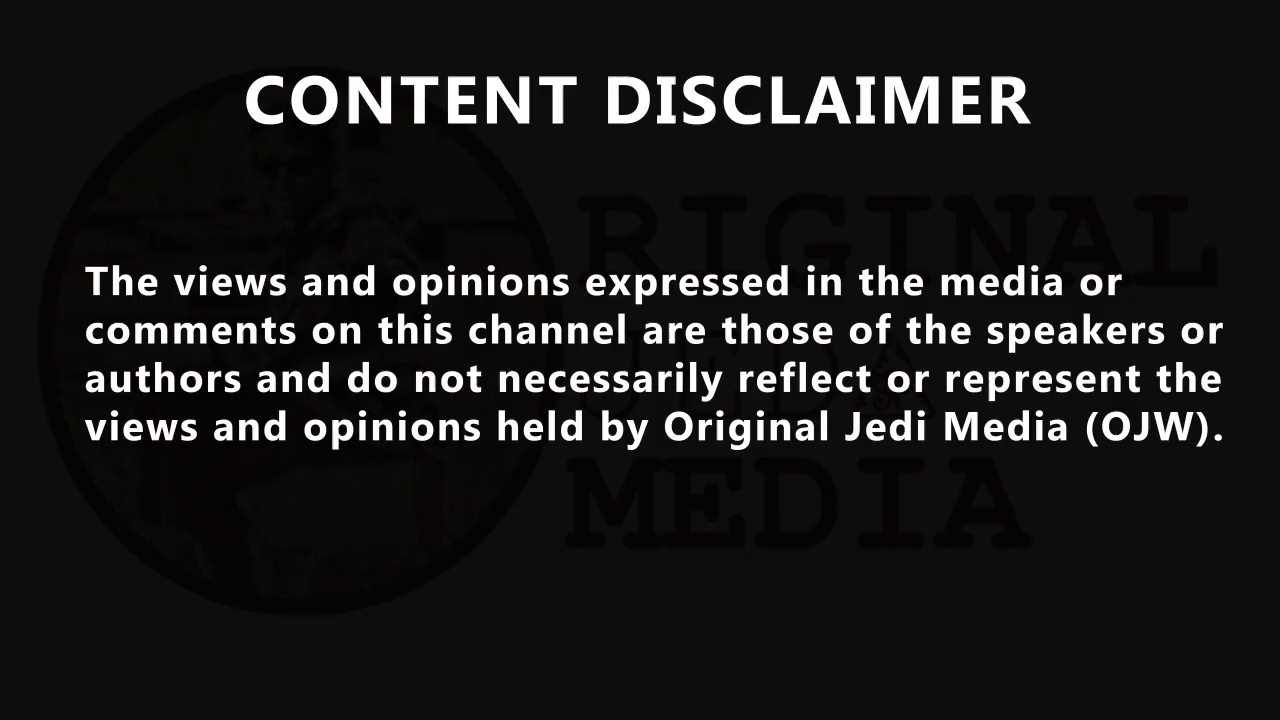 CONTENT DISCLAIMER
The views and opinions expressed in the media or
comments on this channel are those of the speakers or
authors and do not necessarily reflect or represent the
views and opinions held by Original Jedi Media (OJW).
RIGINAL
MEDIA